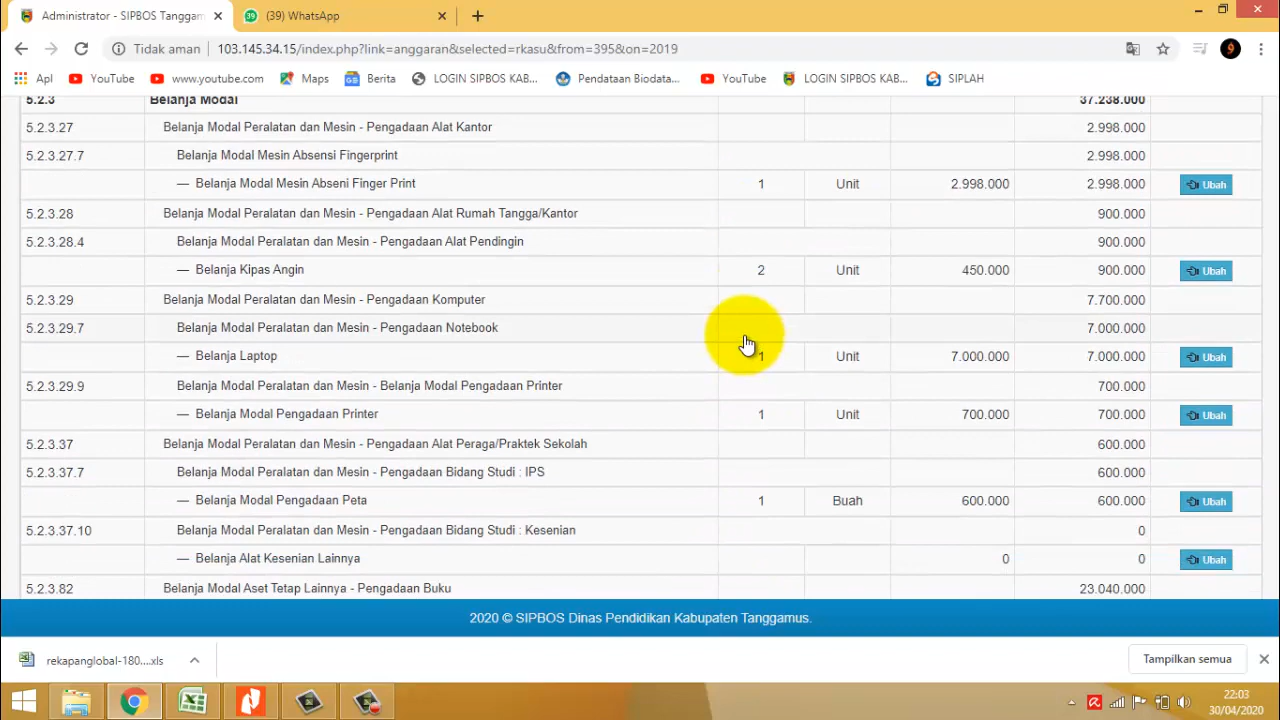 Administrator - SIPBOS Tanggam
(39) WhatsApp
Tidak aman 103.145.34.15/index.php?link=anggaran&selected=rkasu&from=395&on=2019
Apl YouTube www.youtube.com Maps Berita LOGIN SIPBOS KAB... Pendataan Biodata... YouTube LOGIN SIPBOS KAB... SIPLAH
5.2.3 Belanja Modal 37.238.000
5.2.3.27 Belanja Modal Peralatan dan Mesin - Pengadaan Alat Kantor 2.998.000
5.2.3.27.7 Belanja Modal Mesin Absensi Fingerprint 2.998.000
— Belanja Modal Mesin Abseni Finger Print 1 Unit 2.998.000 2.998.000 Ubah
5.2.3.28 Belanja Modal Peralatan dan Mesin - Pengadaan Alat Rumah Tangga/Kantor 900.000
5.2.3.28.4 Belanja Modal Peralatan dan Mesin - Pengadaan Alat Pendingin 900.000
— Belanja Kipas Angin 2 Unit 450.000 900.000 Ubah
5.2.3.29 Belanja Modal Peralatan dan Mesin - Pengadaan Komputer 7.700.000
5.2.3.29.7 Belanja Modal Peralatan dan Mesin - Pengadaan Notebook 7.000.000
— Belanja Laptop 1 Unit 7.000.000 7.000.000 Ubah
5.2.3.29.9 Belanja Modal Peralatan dan Mesin - Belanja Modal Pengadaan Printer 700.000
— Belanja Modal Pengadaan Printer 1 Unit 700.000 700.000 Ubah
5.2.3.37 Belanja Modal Peralatan dan Mesin - Pengadaan Alat Peraga/Praktek Sekolah 600.000
5.2.3.37.7 Belanja Modal Peralatan dan Mesin - Pengadaan Bidang Studi : IPS 600.000
— Belanja Modal Pengadaan Peta 1 Buah 600.000 600.000 Ubah
5.2.3.37.10 Belanja Modal Peralatan dan Mesin - Pengadaan Bidang Studi : Kesenian 0
— Belanja Alat Kesenian Lainnya 0 0 Ubah
5.2.3.82 Belanja Modal Aset Tetap Lainnya - Pengadaan Buku 23.040.000
2020 © SIPBOS Dinas Pendidikan Kabupaten Tanggamus.
rekapanglobal-180....xls
Tampilkan semua
22:03
30/04/2020